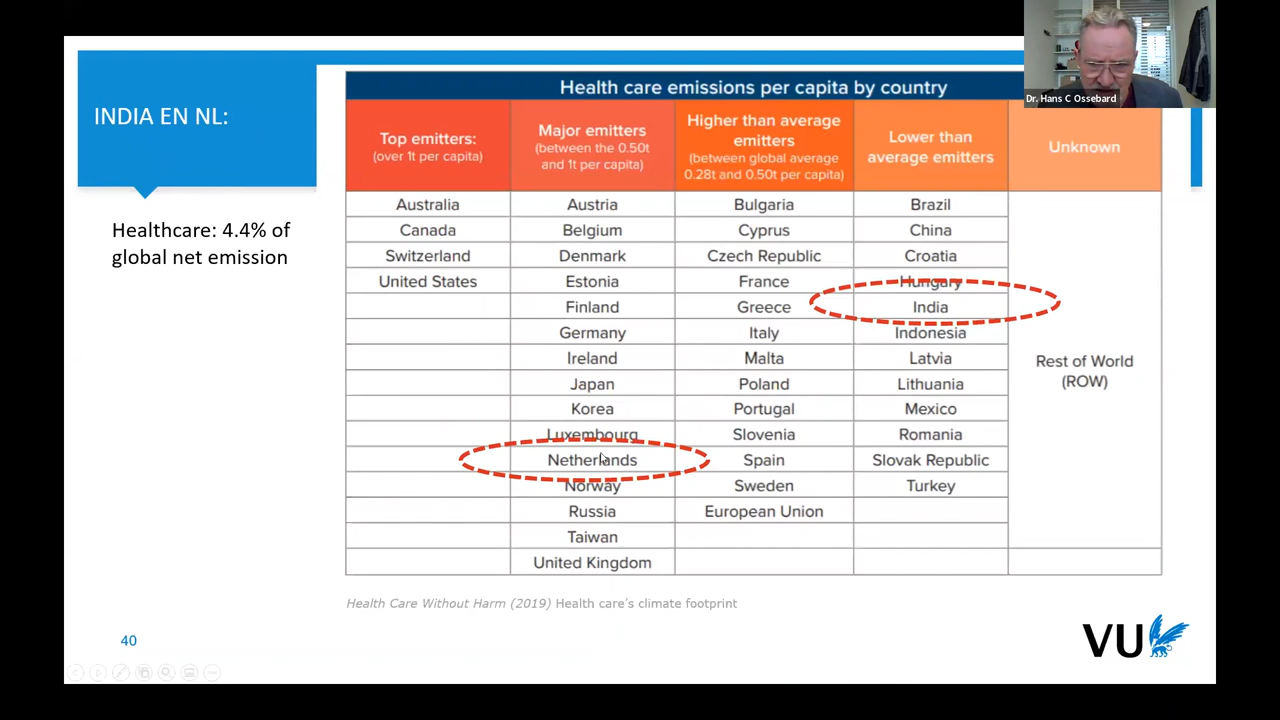 Dr. Hans C Ossebard
INDIA EN NL:
Healthcare: 4.4% of
global net emission
Health care emissions per capita by country
Top emitters:
(over 1t per capita)
Major emitters
(between the 0.50t
and 1t per capita)
Higher than average
emitters
(between global average
0.28t and 0.50t per capita)
Lower than
average emitters
Unknown
Australia Austria Bulgaria Brazil
Canada Belgium Cyprus China
Switzerland Denmark Czech Republic Croatia
United States Estonia France Hungary
Finland Greece India
Germany Italy Indonesia
Ireland Malta Latvia
Japan Poland Lithuania
Korea Portugal Mexico
Luxembourg Slovenia Romania
Netherlands Spain Slovak Republic
Norway Sweden Turkey
Russia European Union
Taiwan
United Kingdom
Rest of World
(ROW)
Health Care Without Harm (2019) Health care's climate footprint
40
VU